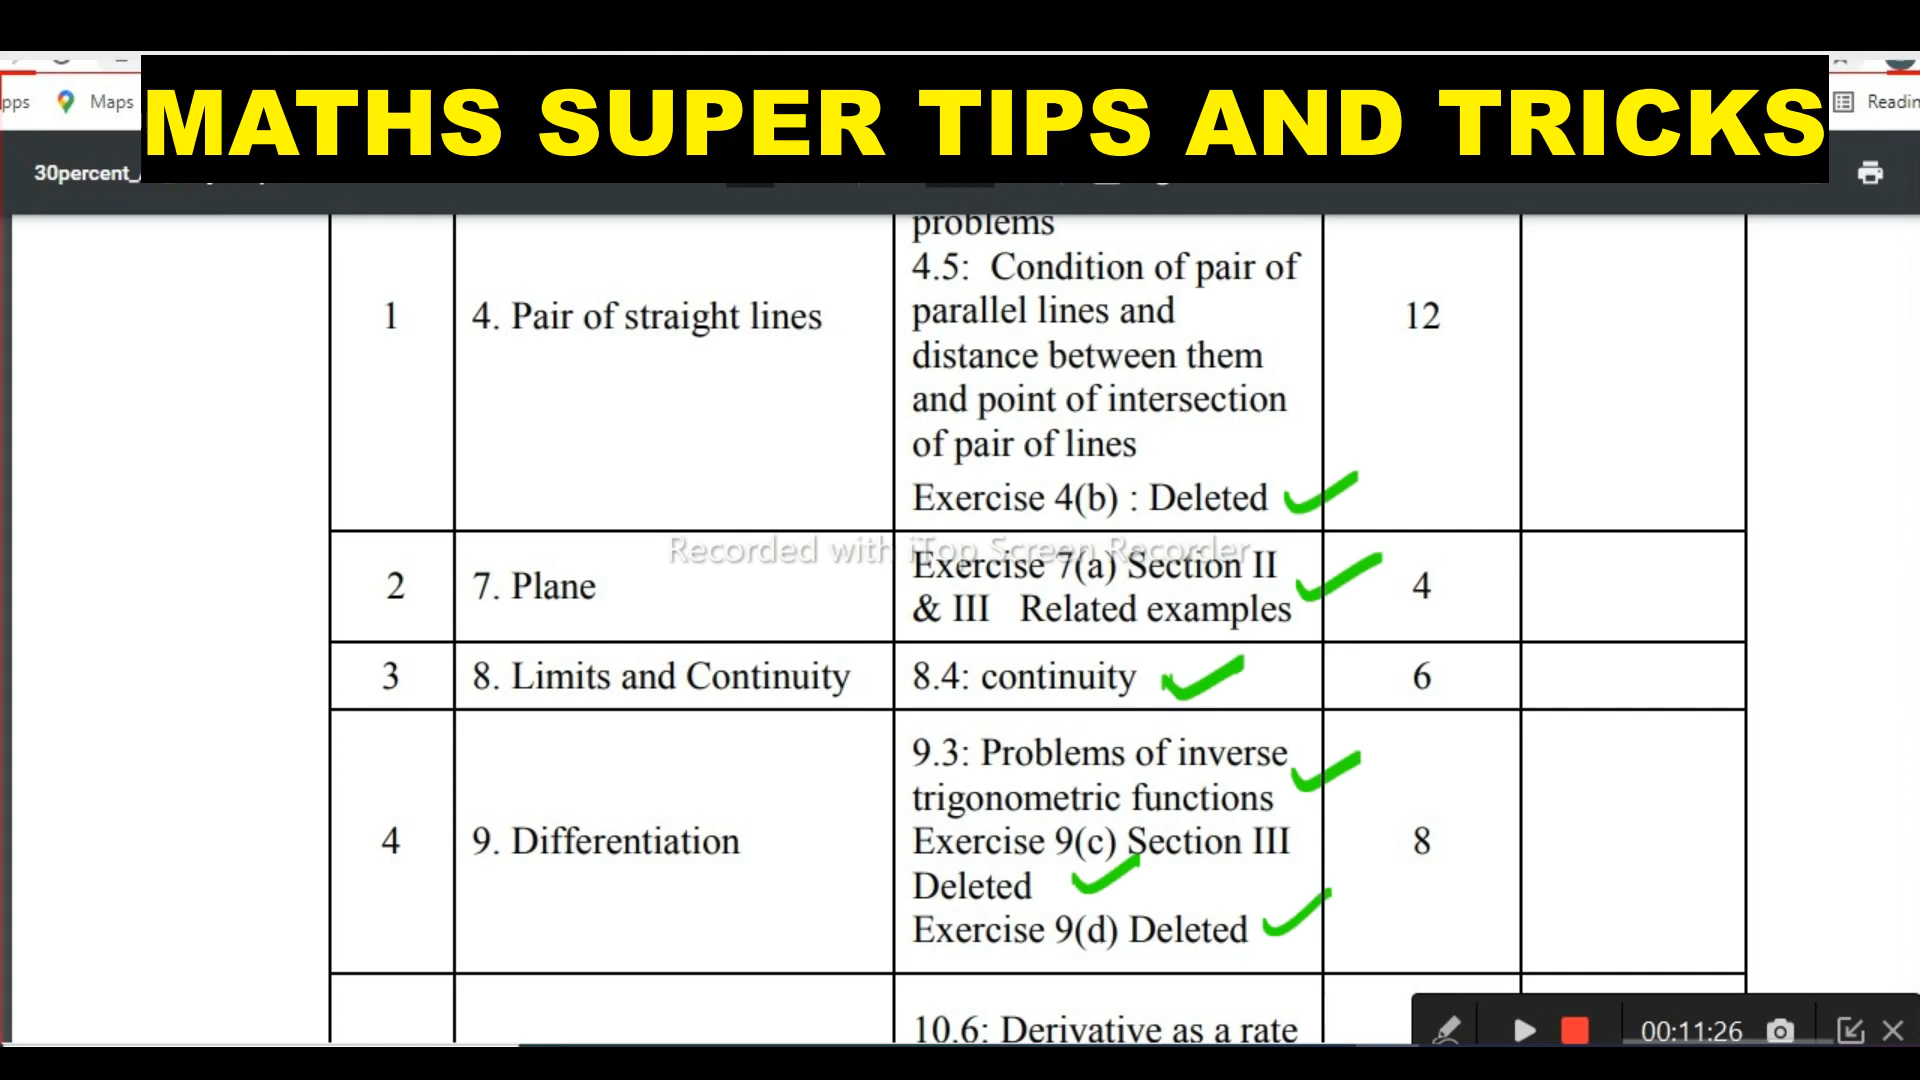 MATHS SUPER TIPS AND TRICKS
pps Maps
Readin
30percent_
problems
4.5: Condition of pair of
parallel lines and
distance between them
and point of intersection
of pair of lines
1 4. Pair of straight lines 12
Exercise 4(b) : Deleted
Recorded with iTop Screen Recorder
Exercise 7(a) Section II
& III Related examples
2 7. Plane 4
3 8. Limits and Continuity 8.4: continuity 6
9.3: Problems of inverse
trigonometric functions
4 9. Differentiation Exercise 9(c) Section III 8
Deleted
Exercise 9(d) Deleted
10.6: Derivative as a rate
00:11:26